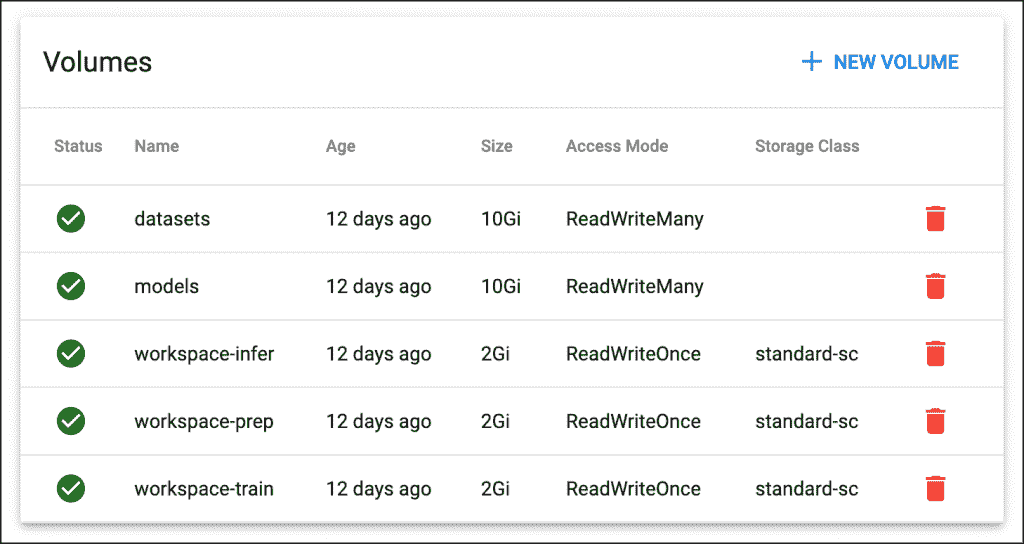 Volumes
+ NEW VOLUME
Status Name Age Size Access Mode Storage Class
datasets 12 days ago 10Gi ReadWriteMany
models 12 days ago 10Gi ReadWriteMany
workspace-infer 12 days ago 2Gi ReadWriteOnce standard-sc
workspace-prep 12 days ago 2Gi ReadWriteOnce standard-sc
workspace-train 12 days ago 2Gi ReadWriteOnce standard-sc